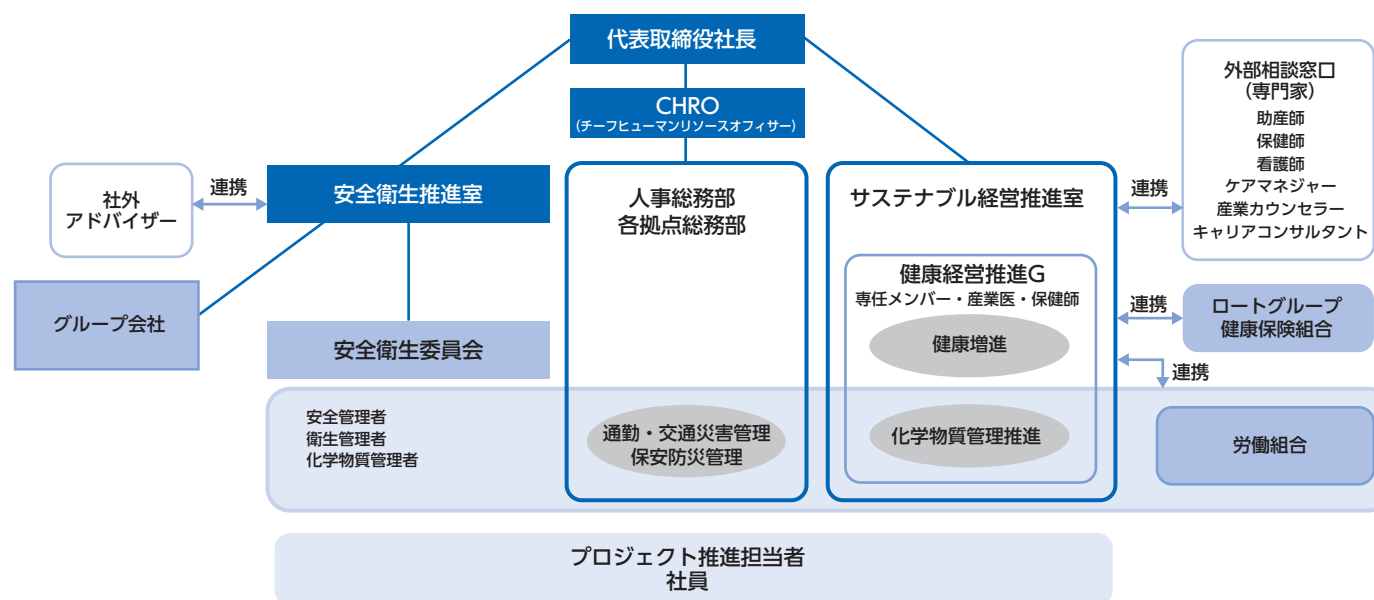 代表取締役社長
CHRO
(チーフヒューマンリソースオフィサー)
社外
アドバイザー
連携
安全衛生推進室
グループ会社
安全衛生委員会
人事総務部
各拠点総務部
サステナブル経営推進室
健康経営推進G
専任メンバー・産業医・保健師
健康増進
連携
外部相談窓口
(専門家)
助産師
保健師
看護師
ケアマネジャー
産業カウンセラー
キャリアコンサルタント
連携
ロートグループ
健康保険組合
連携
安全管理者
衛生管理者
化学物質管理者
通勤・交通災害管理
保安防災管理
化学物質管理推進
労働組合
プロジェクト推進担当者
社員